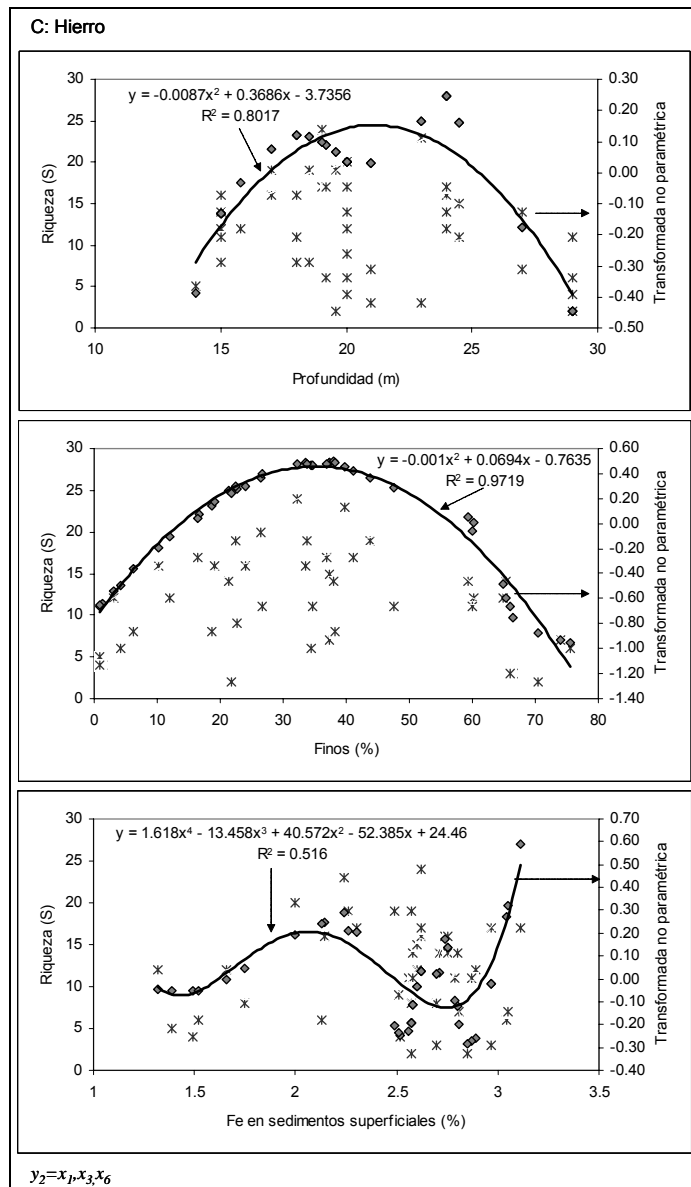 C: Hierro
y = -0.0087x² + 0.3686x - 3.7356
R² = 0.8017
30
25
20
15
10
5
0
Riqueza (S)
0.30
0.20
0.10
0.00
-0.10
-0.20
-0.30
-0.40
-0.50
Transformada no paramétrica
10 15 20 25 30
Profundidad (m)
y = -0.001x² + 0.0694x - 0.7635
R² = 0.9719
30
25
20
15
10
5
0
Riqueza (S)
0.60
0.40
0.20
0.00
-0.20
-0.40
-0.60
-0.80
-1.00
-1.20
-1.40
Transformada no paramétrica
0 10 20 30 40 50 60 70 80
Finos (%)
y = 1.618x⁴ - 13.458x³ + 40.572x² - 52.385x + 24.46
R² = 0.516
30
25
20
15
10
5
0
Riqueza (S)
0.70
0.60
0.50
0.40
0.30
0.20
0.10
0.00
-0.10
-0.20
-0.30
-0.40
Transformada no paramétrica
1 1.5 2 2.5 3 3.5
Fe en sedimentos superficiales (%)
y₂=x₁,x₃,x₆